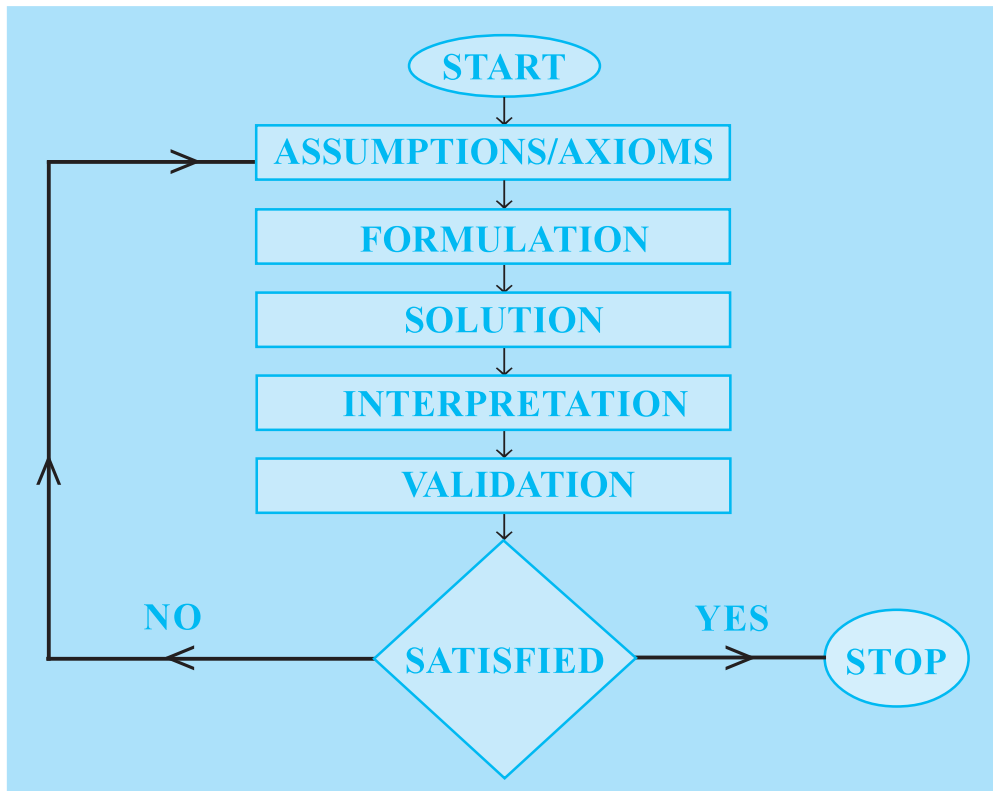 START
ASSUMPTIONS/AXIOMS
FORMULATION
SOLUTION
INTERPRETATION
VALIDATION
NO
YES
SATISFIED
STOP